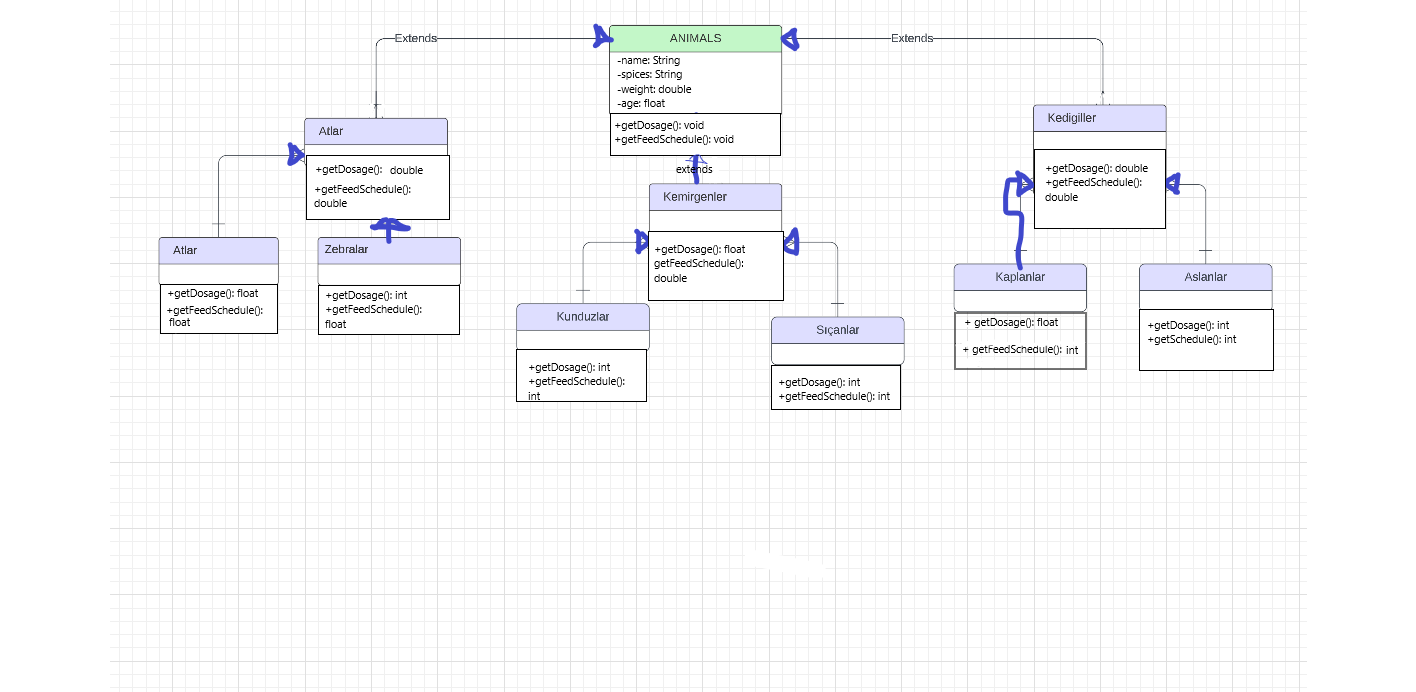 Extends
ANIMALS
Extends
-name: String
-spices: String
-weight: double
-age: float
+getDosage(): void
+getFeedSchedule(): void
extends
Atlar
+getDosage(): double
+getFeedSchedule():
double
Kedigiller
+getDosage(): double
+getFeedSchedule():
double
Kemirgenler
+getDosage(): float
getFeedSchedule():
double
Atlar
+getDosage(): float
+getFeedSchedule():
float
Zebralar
+getDosage(): int
+getFeedSchedule():
float
Kunduzlar
+getDosage(): int
+getFeedSchedule():
int
Sıçanlar
+getDosage(): int
+getFeedSchedule(): int
Kaplanlar
+ getDosage(): float
+ getFeedSchedule(): int
Aslanlar
+getDosage(): int
+getSchedule(): int